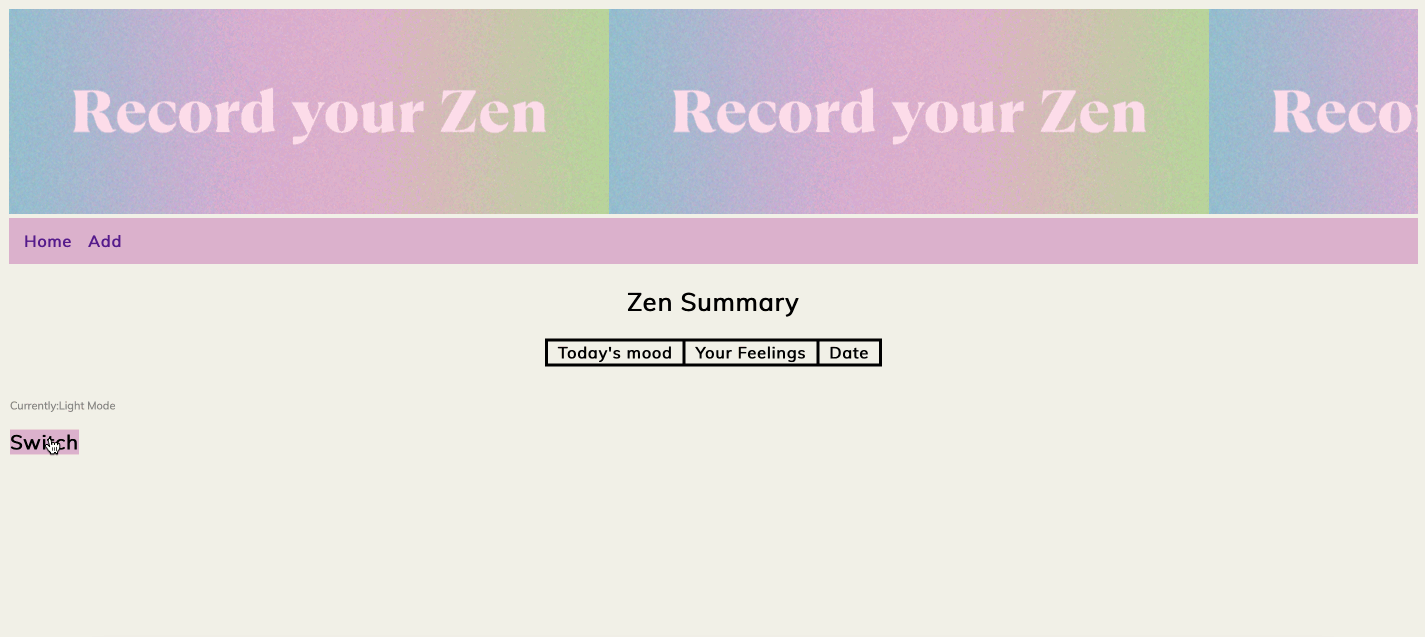 Record your Zen Record your Zen Reco
Home Add
Zen Summary
Today's mood Your Feelings Date
Currently:Light Mode
Switch